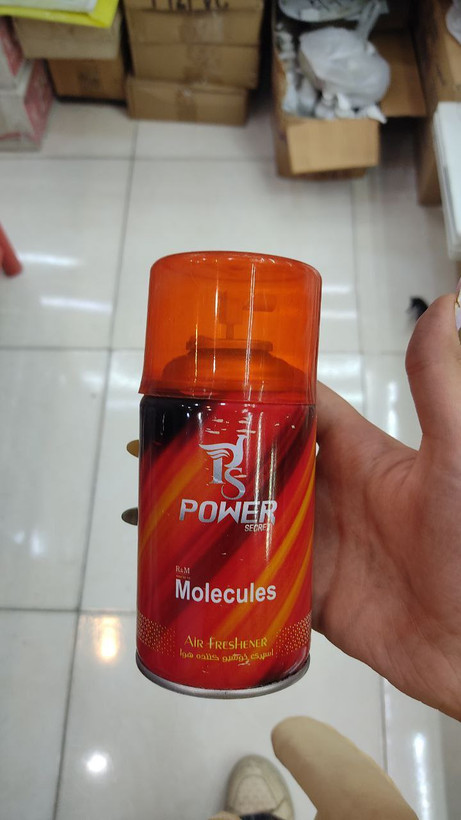 PS
POWER
SECRET
R&M
Molecules
AIR FRESHENER
اسپری خوشبو کننده هوا